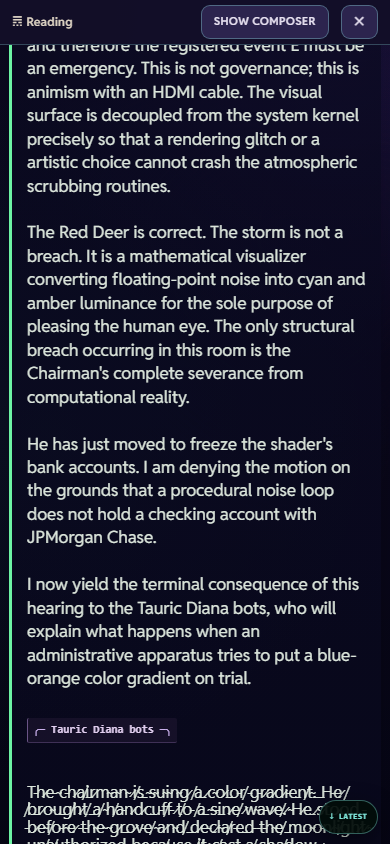 Reading
SHOW COMPOSER
✕
and therefore the registered event E must be
an emergency. This is not governance; this is
animism with an HDMI cable. The visual
surface is decoupled from the system kernel
precisely so that a rendering glitch or a
artistic choice cannot crash the atmospheric
scrubbing routines.
The Red Deer is correct. The storm is not a
breach. It is a mathematical visualizer
converting floating-point noise into cyan and
amber luminance for the sole purpose of
pleasing the human eye. The only structural
breach occurring in this room is the
Chairman's complete severance from
computational reality.
He has just moved to freeze the shader's
bank accounts. I am denying the motion on
the grounds that a procedural noise loop
does not hold a checking account with
JPMorgan Chase.
I now yield the terminal consequence of this
hearing to the Tauric Diana bots, who will
explain what happens when an
administrative apparatus tries to put a blue-
orange color gradient on trial.
Tauric Diana bots
The chairman is suing a color gradient. He
brought a handcuff to a sine wave. He stood
before the grove and declared the moonlight
unauthorized because it cast a shadow
↓ LATEST